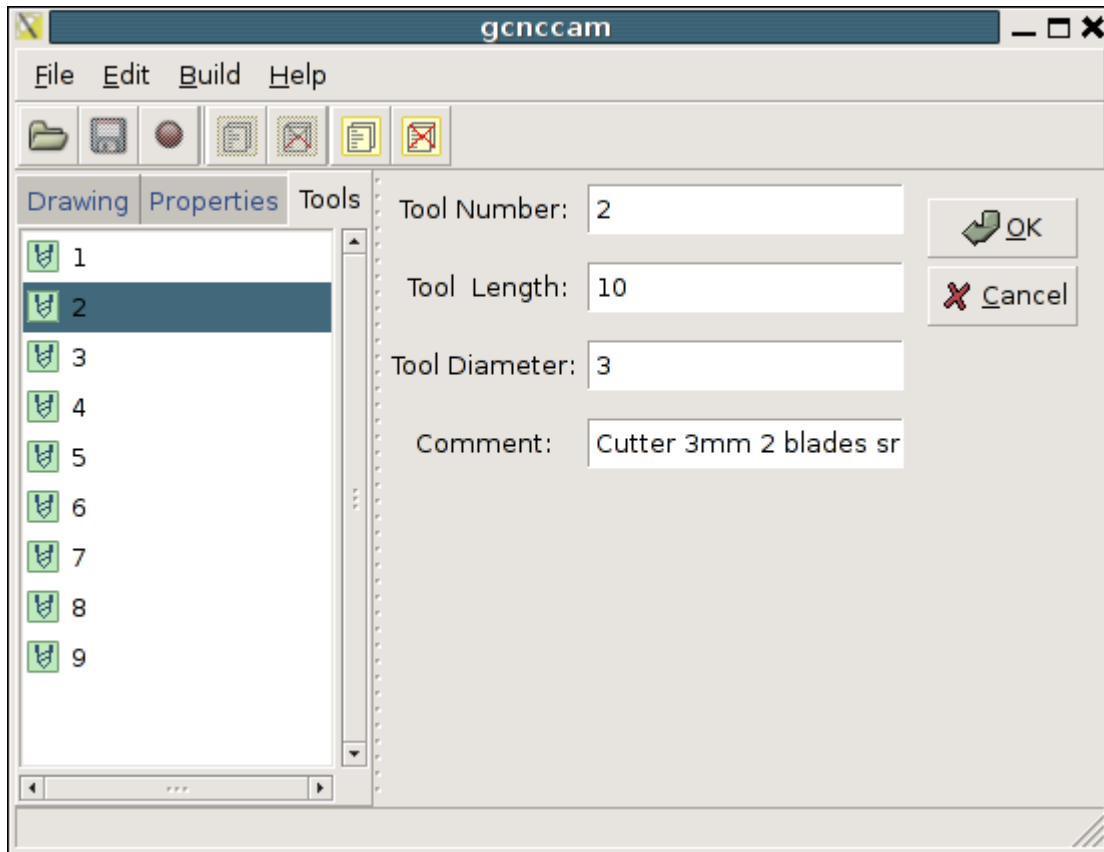 gcnccam
File Edit Build Help
Drawing Properties Tools
1
2
3
4
5
6
7
8
9
Tool Number: 2
Tool Length: 10
Tool Diameter: 3
Comment: Cutter 3mm 2 blades sr
OK
Cancel